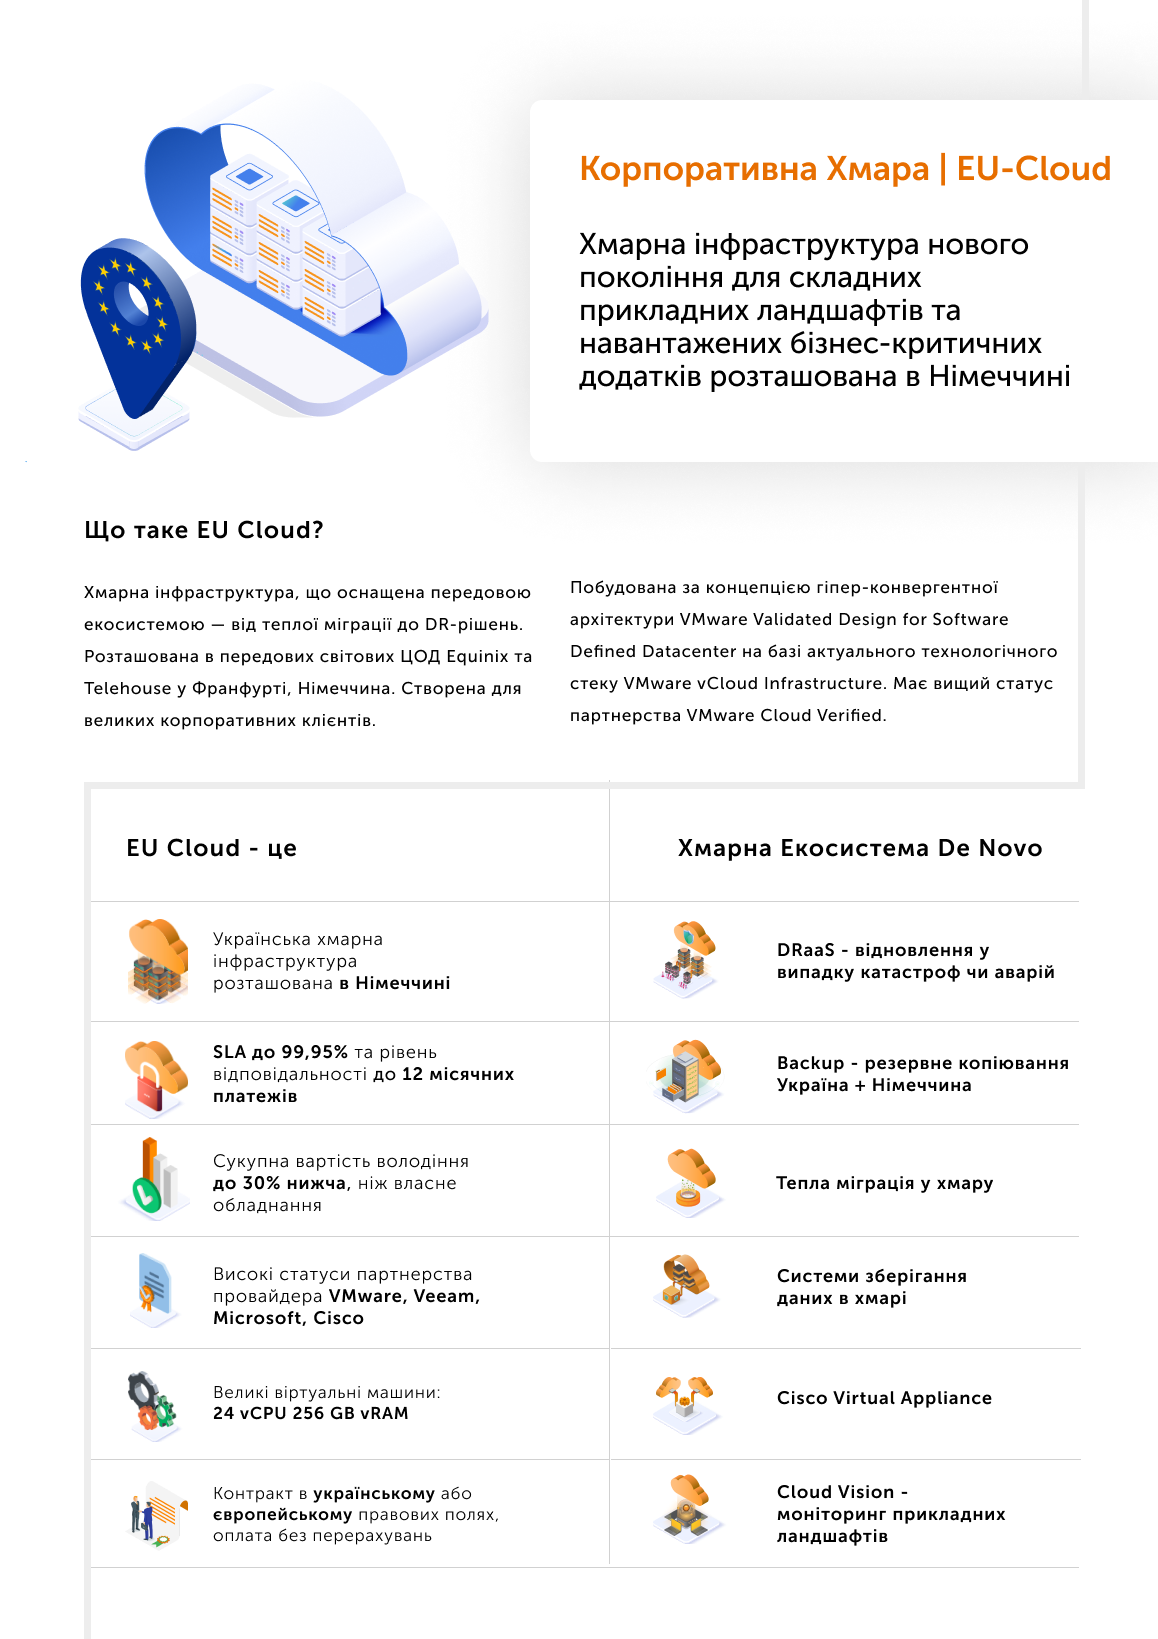 Корпоративна Хмара | EU-Cloud
Хмарна інфраструктура нового
покоління для складних
прикладних ландшафтів та
навантажених бізнес-критичних
додатків розташована в Німеччині
Що таке EU Cloud?
Хмарна інфраструктура, що оснащена передовою
екосистемою — від теплої міграції до DR-рішень.
Розташована в передових світових ЦОД Equinix та
Telehouse у Франфурті, Німеччина. Створена для
великих корпоративних клієнтів.
Побудована за концепцією гіпер-конвергентної
архітектури VMware Validated Design for Software
Defined Datacenter на базі актуального технологічного
стеку VMware vCloud Infrastructure. Має вищий статус
партнерства VMware Cloud Verified.
EU Cloud - це
Українська хмарна
інфраструктура
розташована в Німеччині
SLA до 99,95% та рівень
відповідальності до 12 місячних
платежів
Сукупна вартість володіння
до 30% нижча, ніж власне
обладнання
Високі статуси партнерства
провайдера VMware, Veeam,
Microsoft, Cisco
Великі віртуальні машини:
24 vCPU 256 GB vRAM
Контракт в українському або
європейському правових полях,
оплата без перерахувань
Хмарна Екосистема De Novo
DRaaS - відновлення у
випадку катастроф чи аварій
Backup - резервне копіювання
Україна + Німеччина
Тепла міграція у хмару
Системи зберігання
даних в хмарі
Cisco Virtual Appliance
Cloud Vision -
моніторинг прикладних
ландшафтів